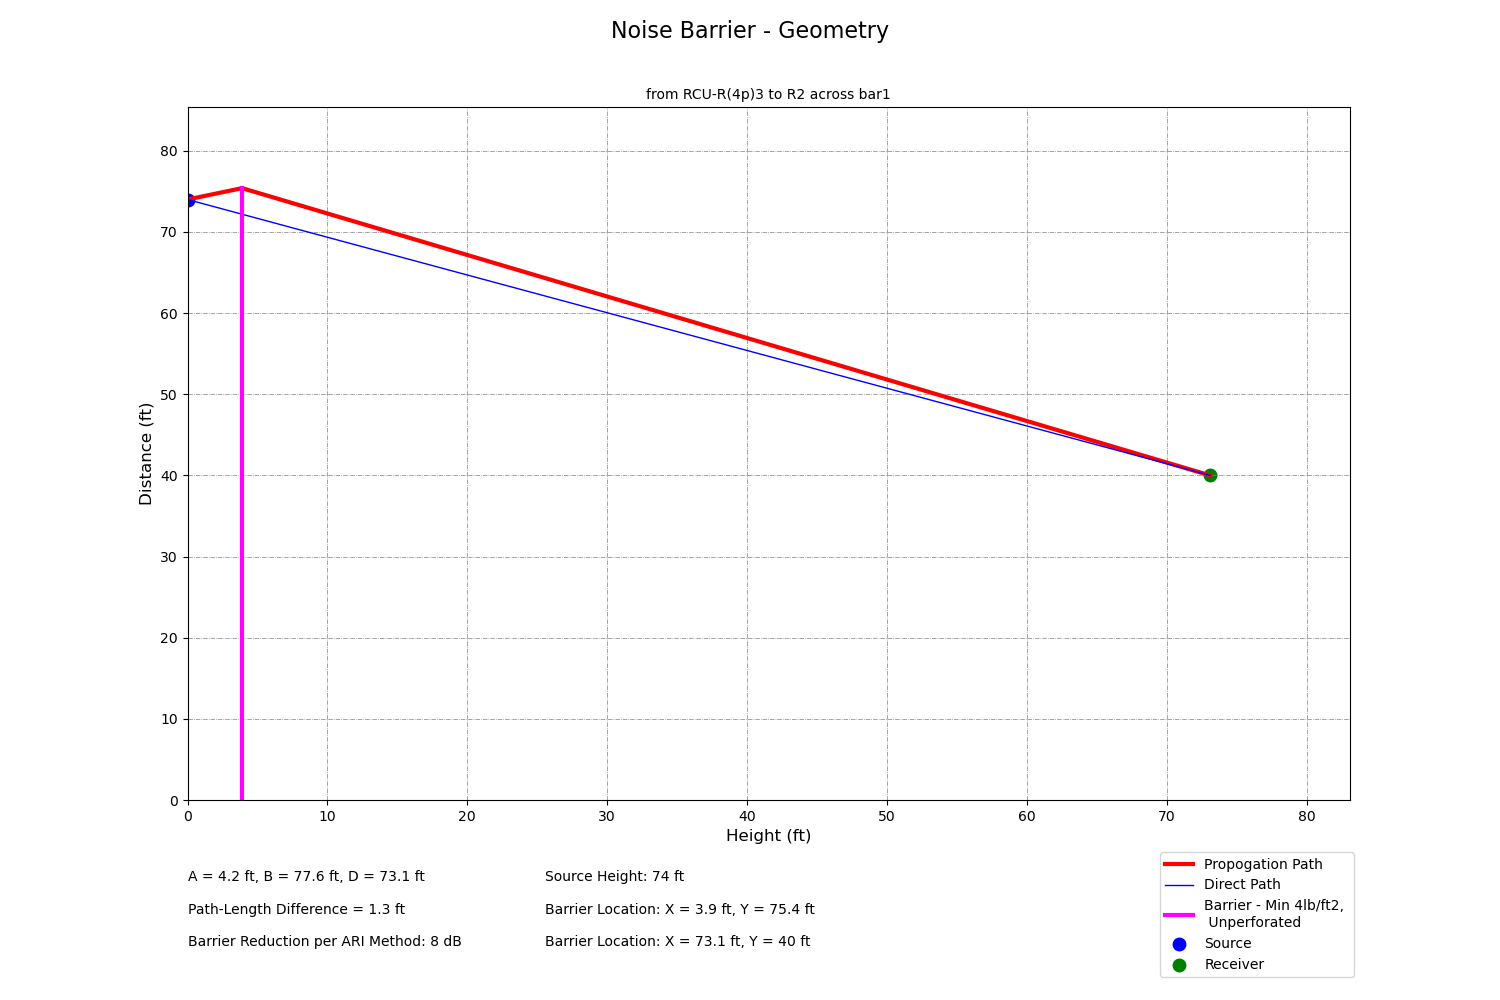 Noise Barrier - Geometry
from RCU-R(4p)3 to R2 across bar1
80
70
60
50
40
30
20
10
0
Distance (ft)
0 10 20 30 40 50 60 70 80
Height (ft)
A = 4.2 ft, B = 77.6 ft, D = 73.1 ft
Path-Length Difference = 1.3 ft
Barrier Reduction per ARI Method: 8 dB
Source Height: 74 ft
Barrier Location: X = 3.9 ft, Y = 75.4 ft
Barrier Location: X = 73.1 ft, Y = 40 ft
Propogation Path
Direct Path
Barrier - Min 4lb/ft2,
Unperforated
Source
Receiver